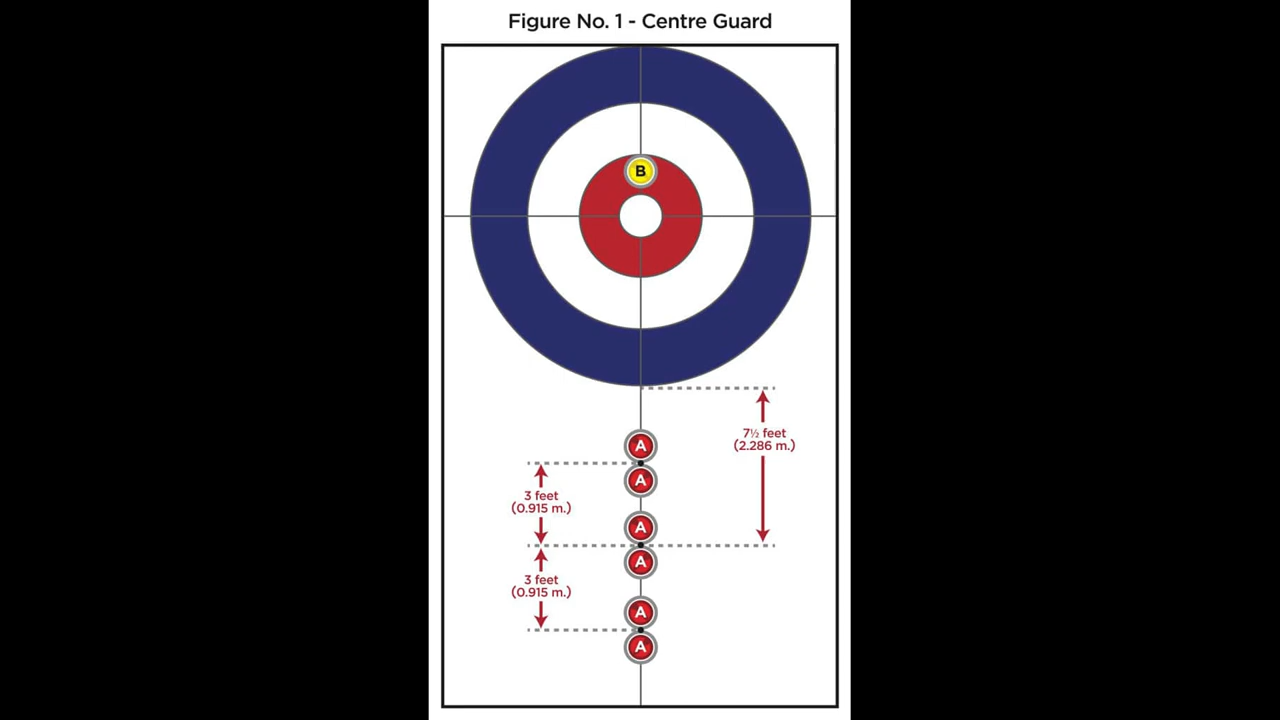 Figure No. 1 - Centre Guard
B
7½ feet
(2.286 m.)
A
A
3 feet
(0.915 m.)
A
A
3 feet
(0.915 m.)
A
A